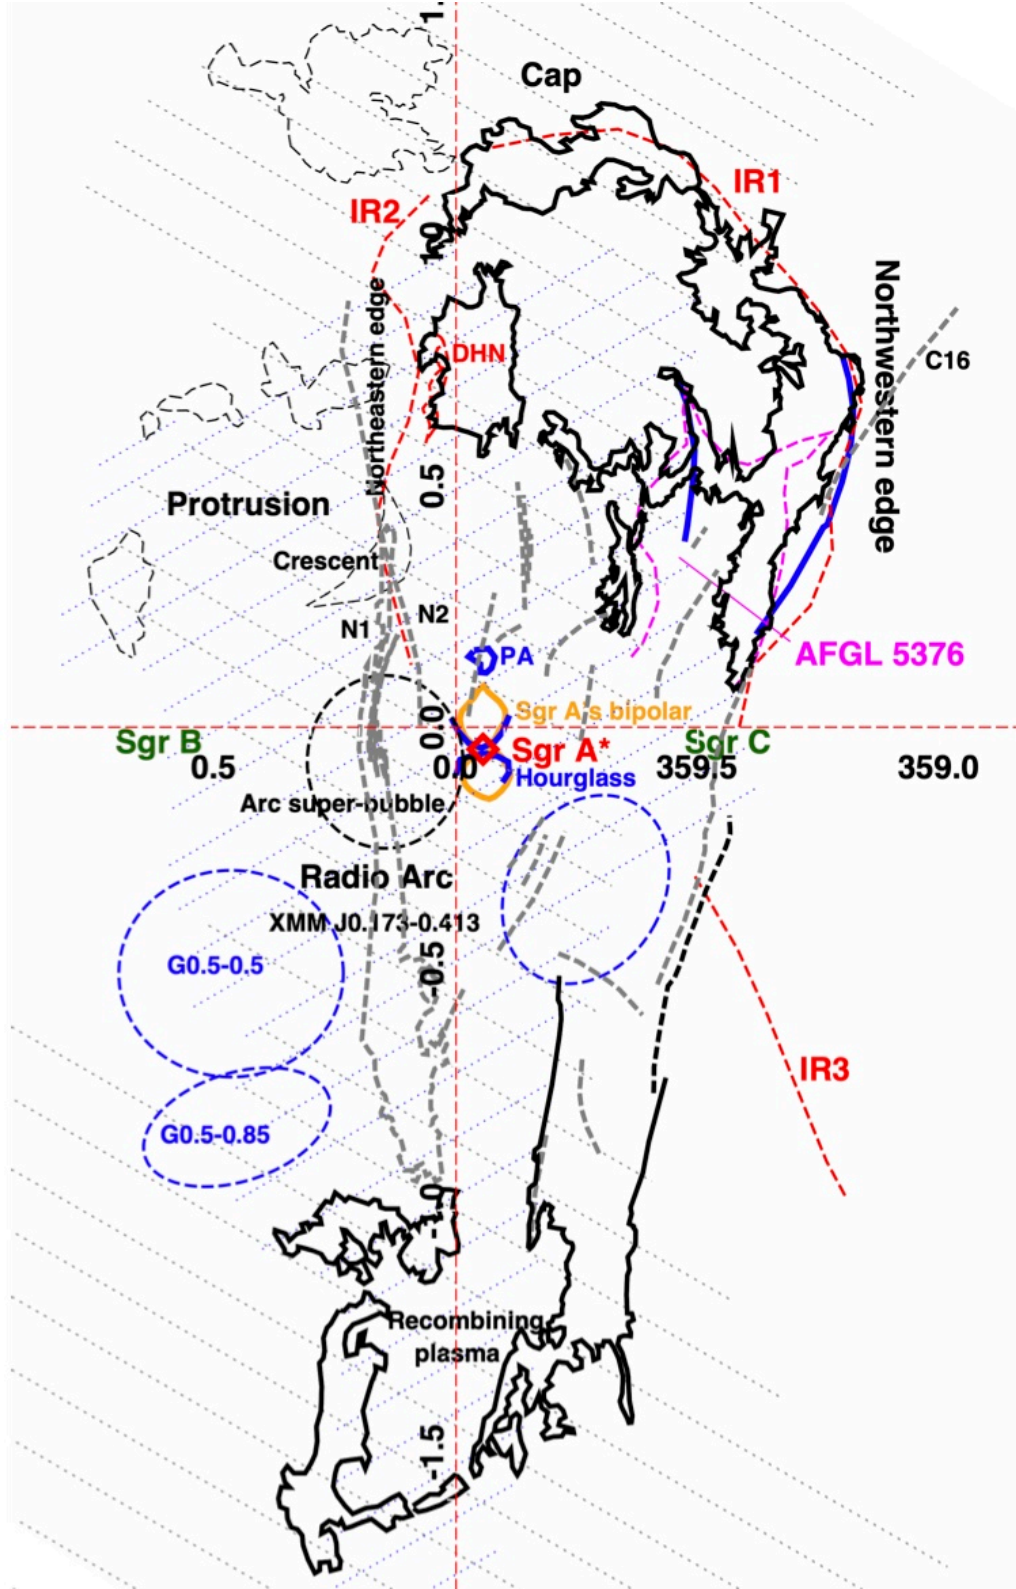 1.
Cap
IR1
IR2
1.0
Northeastern edge
Northwestern edge
DHN
C16
0.5
Protrusion
Crescent
N1
N2
PA
AFGL 5376
Sgr A's bipolar
0.0
Sgr B
Sgr A*
Sgr C
0.5
0.0
359.5
359.0
Hourglass
Arc super-bubble
Radio Arc
XMM J0.173-0.413
G0.5-0.5
-0.5
IR3
G0.5-0.85
-1.0
Recombining
plasma
-1.5